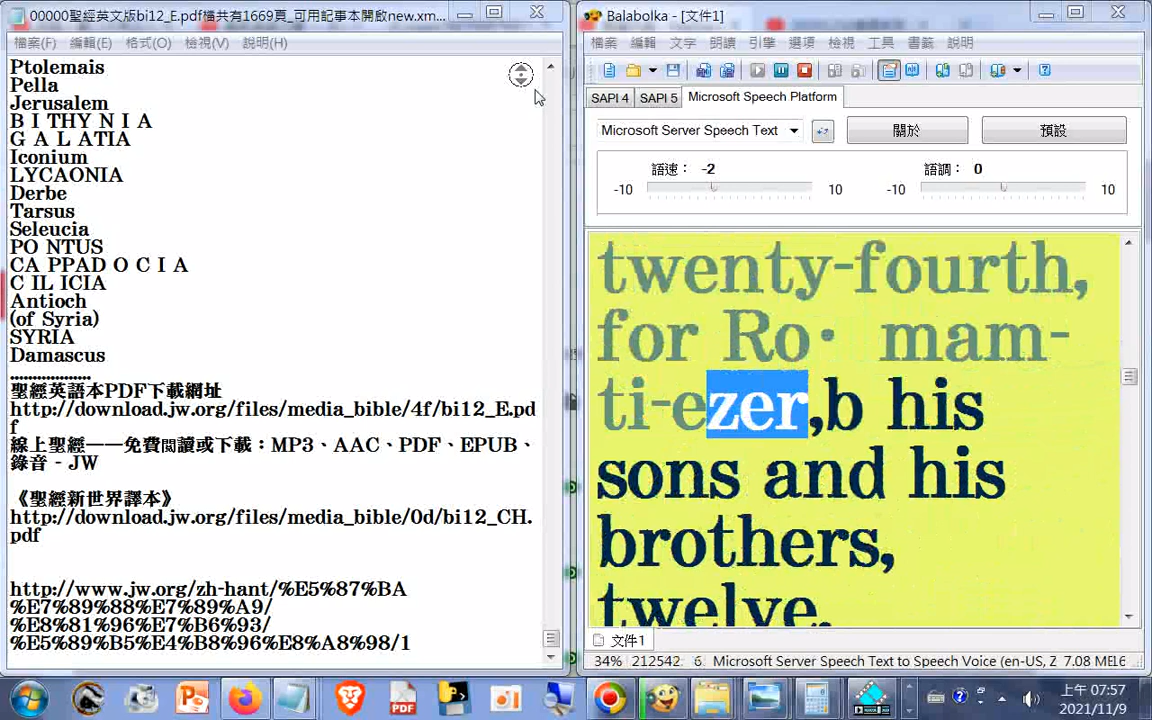 00000聖經英文版bi12_E.pdf檔共有1669頁_可用記事本開啟new.xm...
檔案(F) 編輯(E) 格式(O) 檢視(V) 說明(H)
Ptolemais
Pella
Jerusalem
B I THY N I A
G A L ATIA
Iconium
LYCAONIA
Derbe
Tarsus
Seleucia
PO NTUS
CA PPAD O C I A
C IL ICIA
Antioch
(of Syria)
SYRIA
Damascus
..................
聖經英語本PDF下載網址
http://download.jw.org/files/media_bible/4f/bi12_E.pd
f
線上聖經——免費閱讀或下載：MP3、AAC、PDF、EPUB、
錄音 - JW
《聖經新世界譯本》
http://download.jw.org/files/media_bible/0d/bi12_CH.
pdf
http://www.jw.org/zh-hant/%E5%87%BA
%E7%89%88%E7%89%A9/
%E8%81%96%E7%B6%93/
%E5%89%B5%E4%B8%96%E8%A8%98/1
Balabolka - [文件1]
檔案 編輯 文字 朗讀 引擎 選項 檢視 工具 書籤 說明
SAPI 4 SAPI 5 Microsoft Speech Platform
Microsoft Server Speech Text 關於 預設
語速： -2 語調： 0
-10 10 -10 10
twenty-fourth,
for Ro· mam-
ti-ezer,b his
sons and his
brothers,
twelve.
文件1
34% 212542. 6. Microsoft Server Speech Text to Speech Voice (en-US, Z 7.08 МБ
上午 07:57
2021/11/9